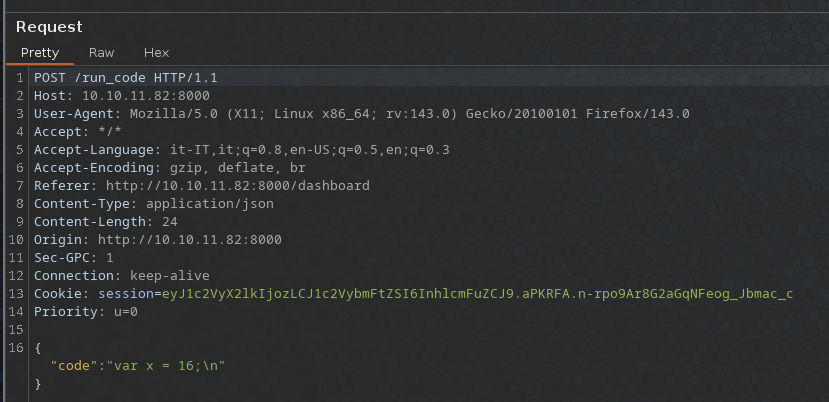 Request
Pretty Raw Hex
1 POST /run_code HTTP/1.1
2 Host: 10.10.11.82:8000
3 User-Agent: Mozilla/5.0 (X11; Linux x86_64; rv:143.0) Gecko/20100101 Firefox/143.0
4 Accept: */*
5 Accept-Language: it-IT,it;q=0.8,en-US;q=0.5,en;q=0.3
6 Accept-Encoding: gzip, deflate, br
7 Referer: http://10.10.11.82:8000/dashboard
8 Content-Type: application/json
9 Content-Length: 24
10 Origin: http://10.10.11.82:8000
11 Sec-GPC: 1
12 Connection: keep-alive
13 Cookie: session=eyJ1c2VyX2lkIjozLCJ1c2VybmFtZSI6InhlcmFuZCJ9.aPKRFA.n-rpo9Ar8G2aGqNFeog_Jbmac_c
14 Priority: u=0
15
16 {
"code":"var x = 16;\n"
}